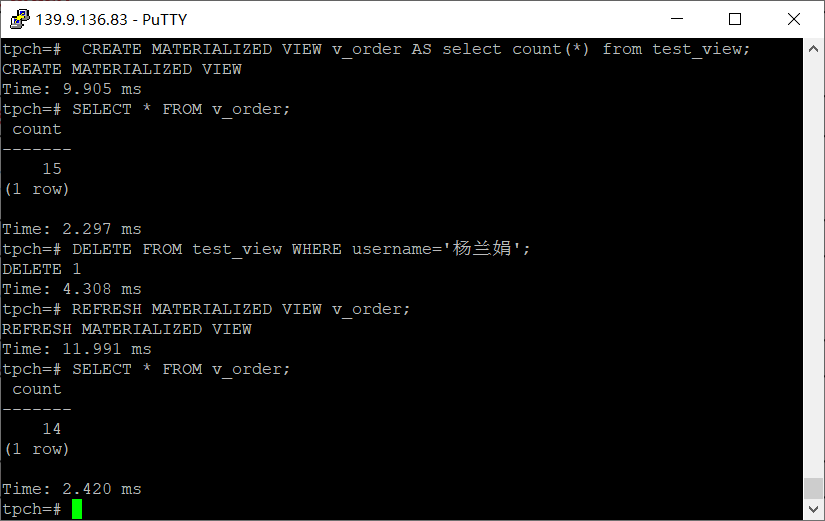 139.9.136.83 - PuTTY
tpch=#  CREATE MATERIALIZED VIEW v_order AS select count(*) from test_view;
CREATE MATERIALIZED VIEW
Time: 9.905 ms
tpch=# SELECT * FROM v_order;
 count
-------
    15
(1 row)

Time: 2.297 ms
tpch=# DELETE FROM test_view WHERE username='杨兰娟';
DELETE 1
Time: 4.308 ms
tpch=# REFRESH MATERIALIZED VIEW v_order;
REFRESH MATERIALIZED VIEW
Time: 11.991 ms
tpch=# SELECT * FROM v_order;
 count
-------
    14
(1 row)

Time: 2.420 ms
tpch=#